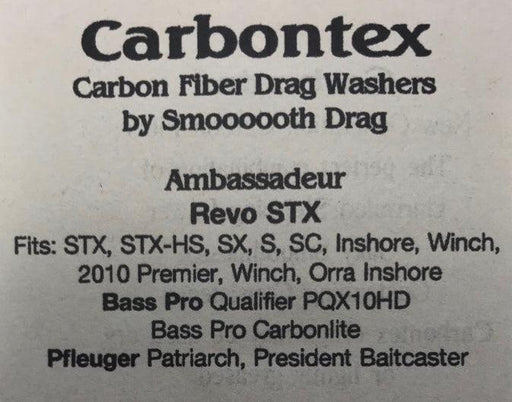 Carbontex
Carbon Fiber Drag Washers
by Smoooooth Drag
Ambassadeur
Revo STX
Fits: STX, STX-HS, SX, S, SC, Inshore, Winch,
2010 Premier, Winch, Orra Inshore
Bass Pro Qualifier PQX10HD
Bass Pro Carbonlite
Pfleuger Patriarch, President Baitcaster